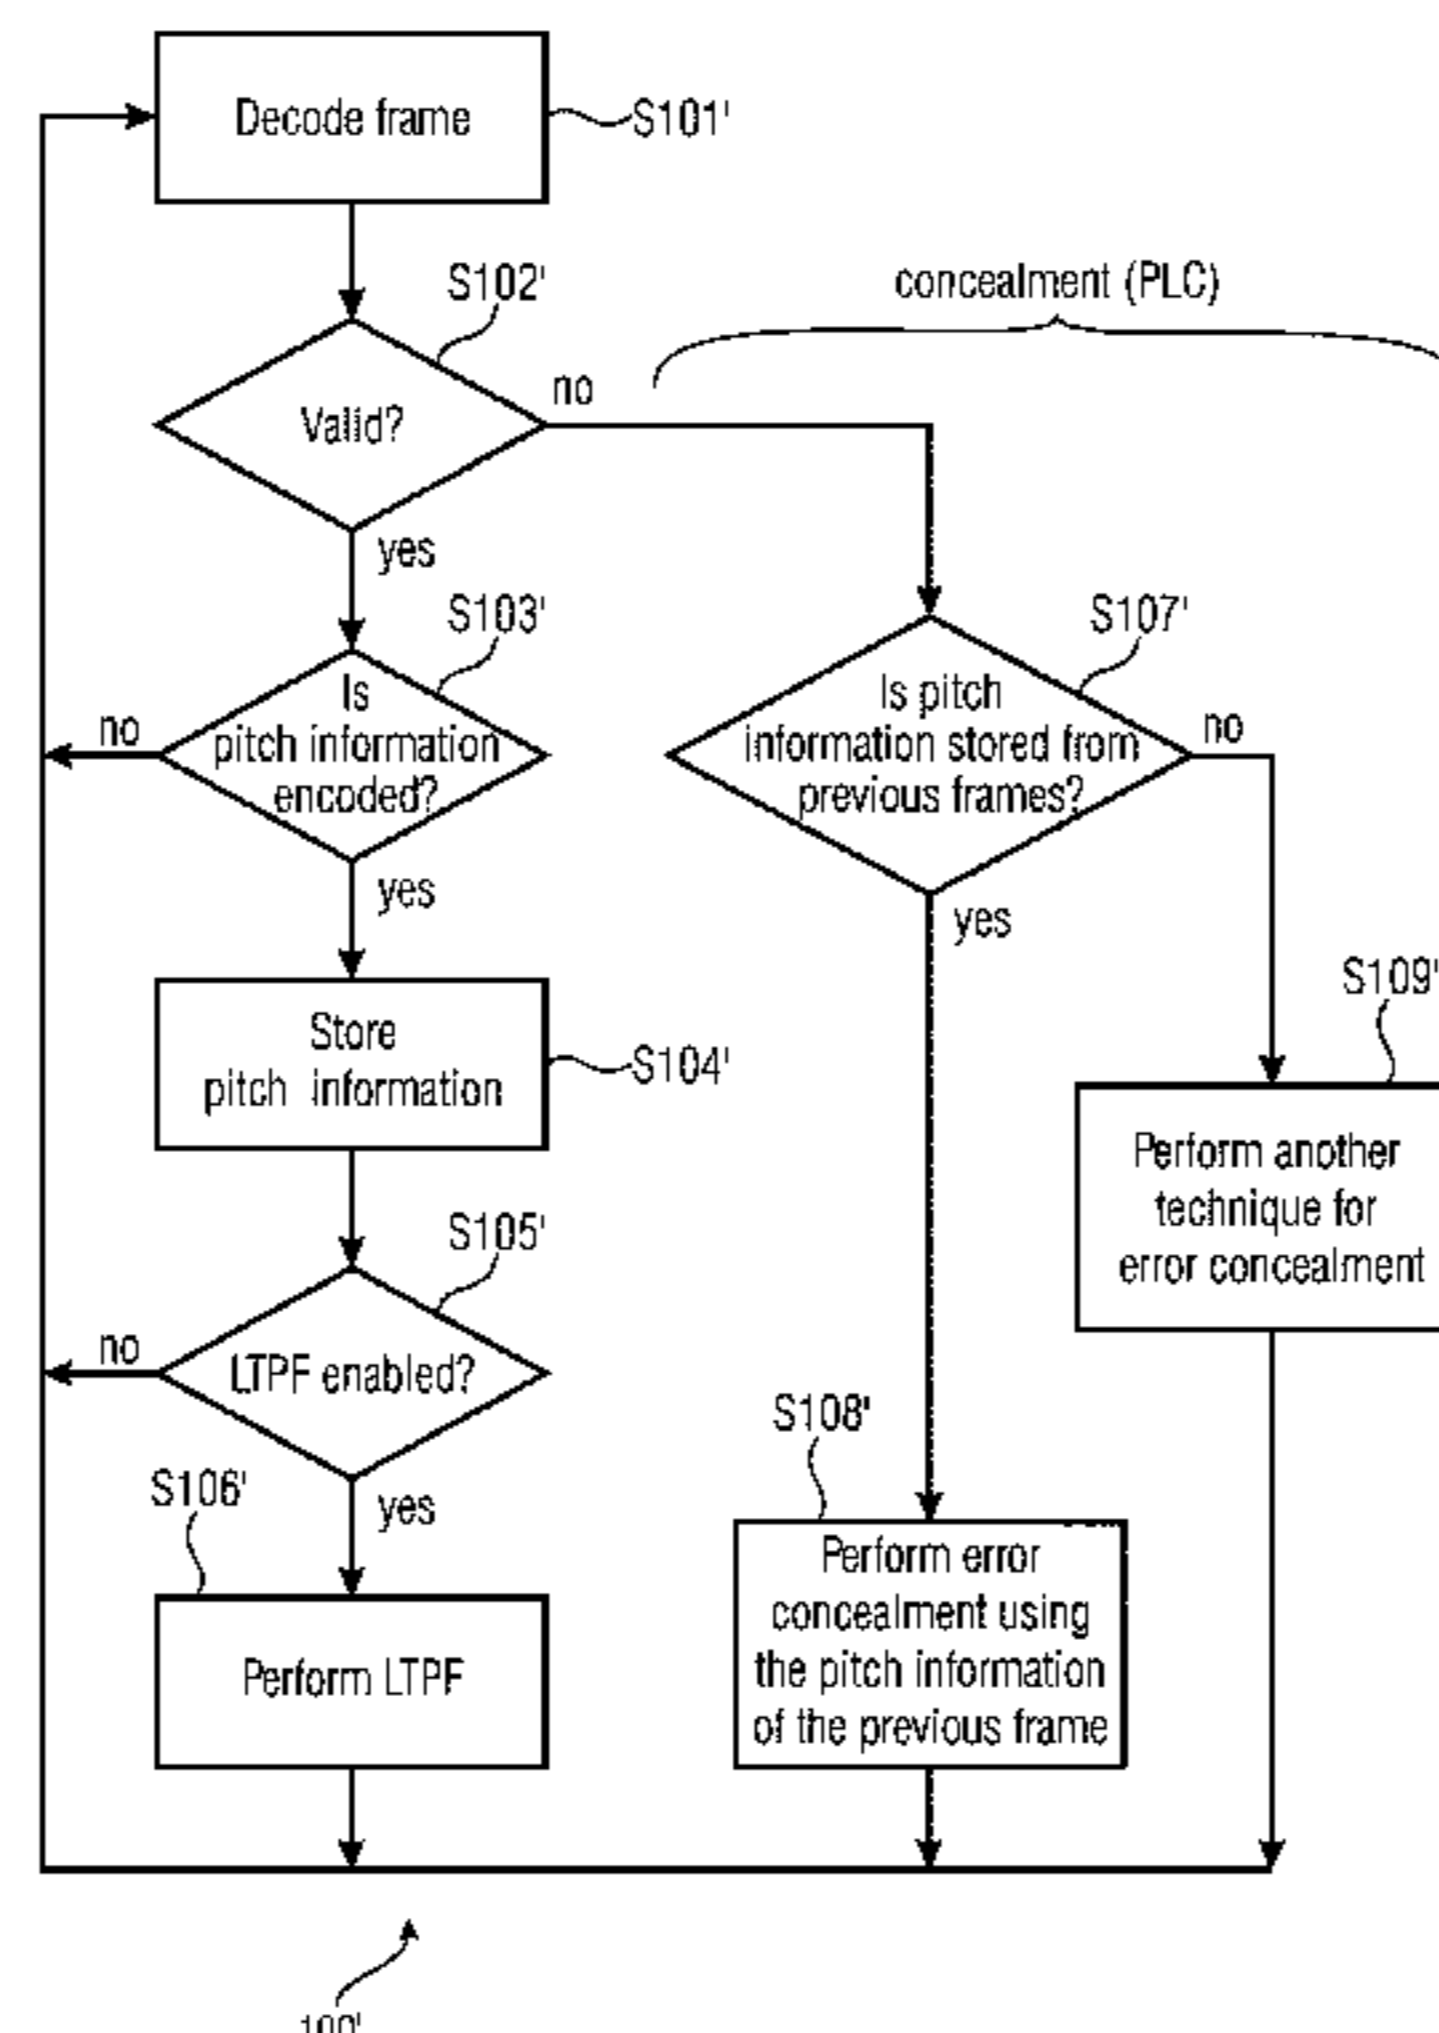 Decode frame
S101'
S102'
concealment (PLC)
Valid?
no
yes
S103'
S107'
Is
pitch information
encoded?
no
Is pitch
information stored from
previous frames?
no
yes
yes
S109'
Store
pitch information
S104'
Perform another
technique for
error concealment
S105'
LTPF enabled?
no
S108'
S106'
yes
Perform error
concealment using
the pitch information
of the previous frame
Perform LTPF
100'